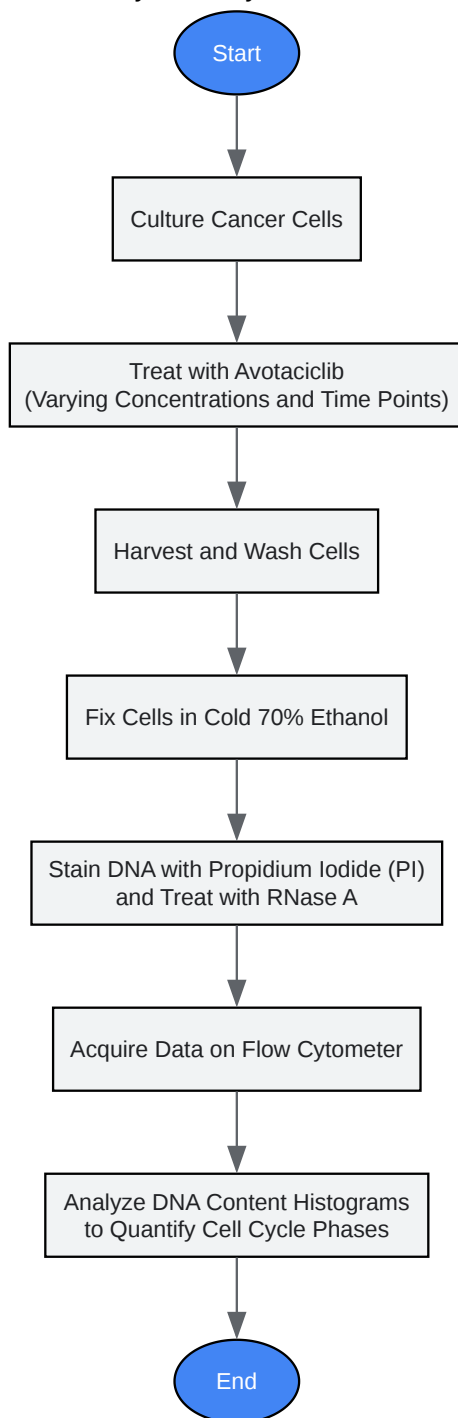 Start
Culture Cancer Cells
Treat with Avotaciclib
(Varying Concentrations and Time Points)
Harvest and Wash Cells
Fix Cells in Cold 70% Ethanol
Stain DNA with Propidium Iodide (PI)
and Treat with RNase A
Acquire Data on Flow Cytometer
Analyze DNA Content Histograms
to Quantify Cell Cycle Phases
End